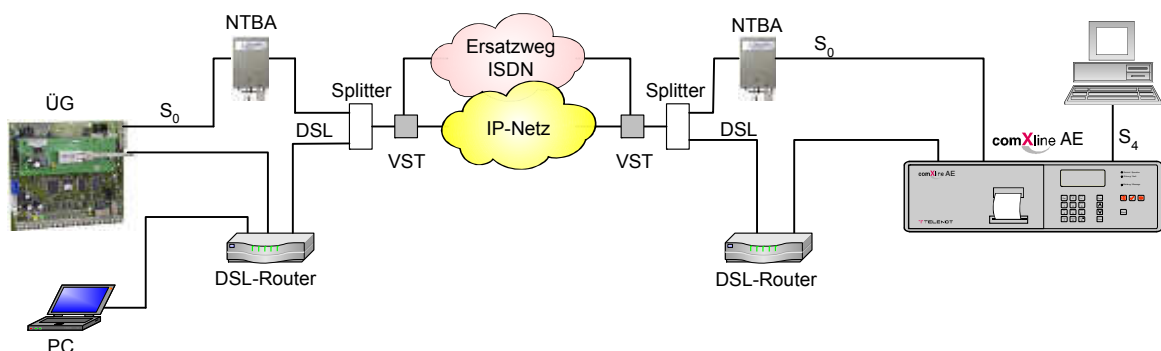 NTBA
Ersatzweg
ISDN
NTBA
S₀
Splitter
Splitter
ÜG
S₀
DSL
IP-Netz
DSL
VST
VST
comXline AE
S₄
comXline AE
TELENOT
DSL-Router
DSL-Router
PC